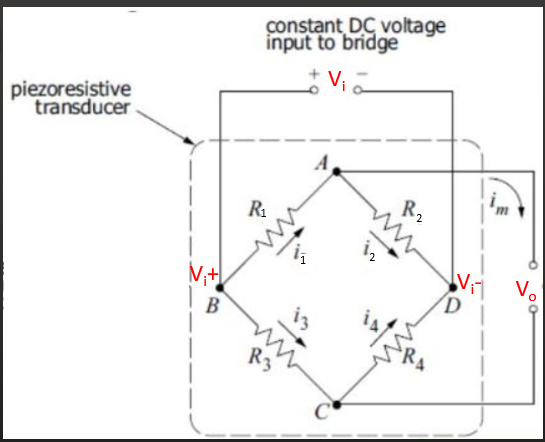 constant DC voltage
input to bridge
+ Vi −
piezoresistive
transducer
A
R1
R2
im
i1
i2
Vi+
Vi-
Vo
B
D
i3
i4
R3
R4
C